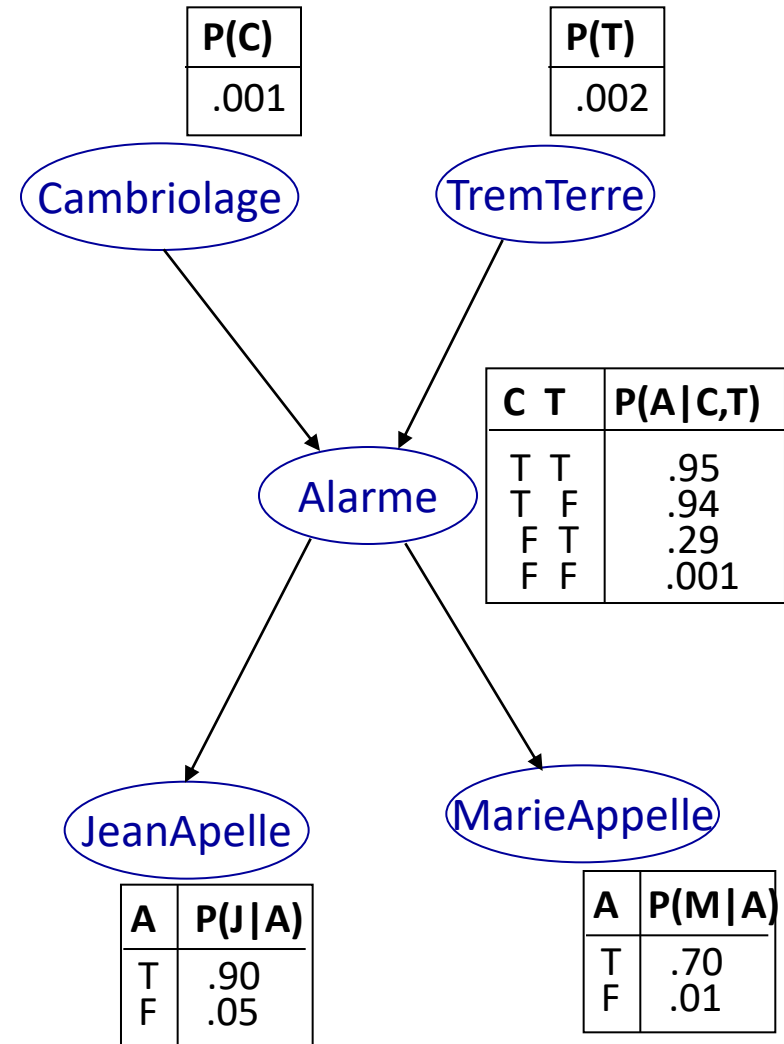 P(C)
.001
P(T)
.002
Cambriolage
TremTerre
C T P(A|C,T)
T T .95
T F .94
F T .29
F F .001
Alarme
JeanApelle
MarieAppelle
A P(J|A)
T .90
F .05
A P(M|A)
T .70
F .01